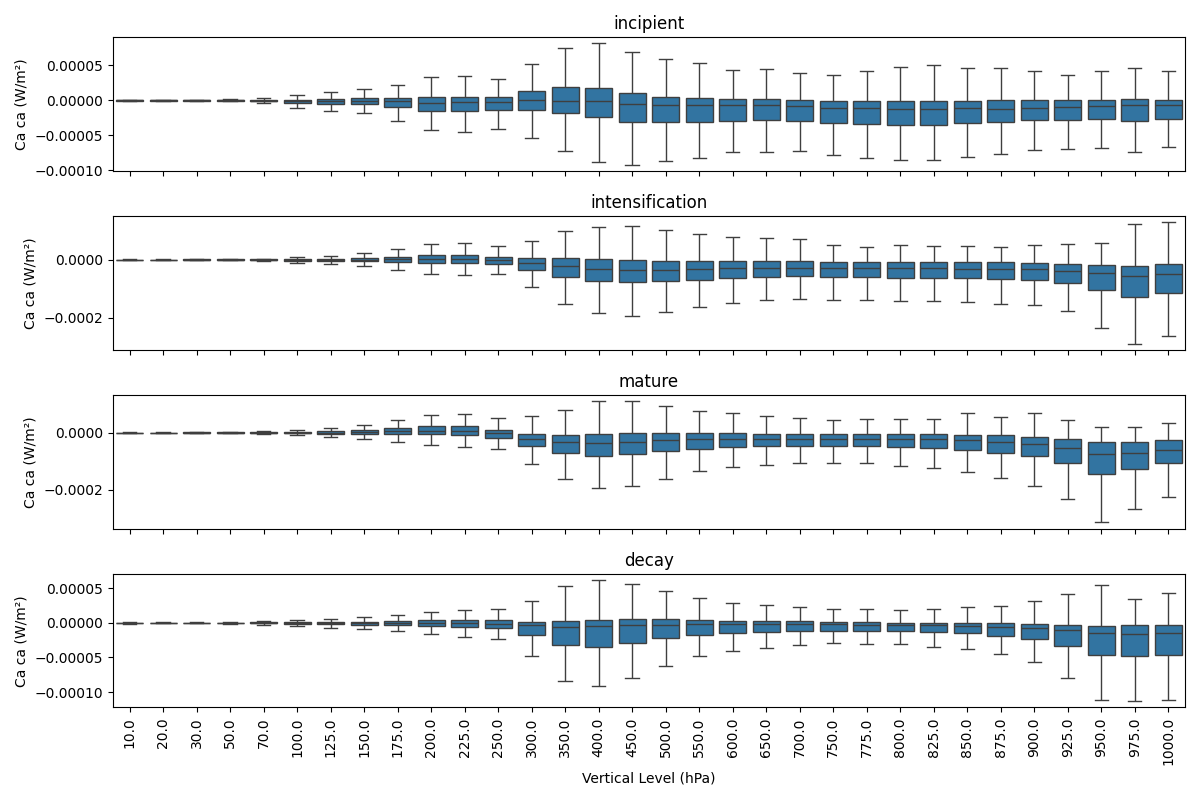 incipient
Ca ca (W/m²)
0.00005
0.00000
−0.00005
−0.00010
intensification
Ca ca (W/m²)
0.0000
−0.0002
mature
Ca ca (W/m²)
0.0000
−0.0002
decay
Ca ca (W/m²)
0.00005
0.00000
−0.00005
−0.00010
10.0 20.0 30.0 50.0 70.0 100.0 125.0 150.0 175.0 200.0 225.0 250.0 300.0 350.0 400.0 450.0 500.0 550.0 600.0 650.0 700.0 750.0 775.0 800.0 825.0 850.0 875.0 900.0 925.0 950.0 975.0 1000.0
Vertical Level (hPa)